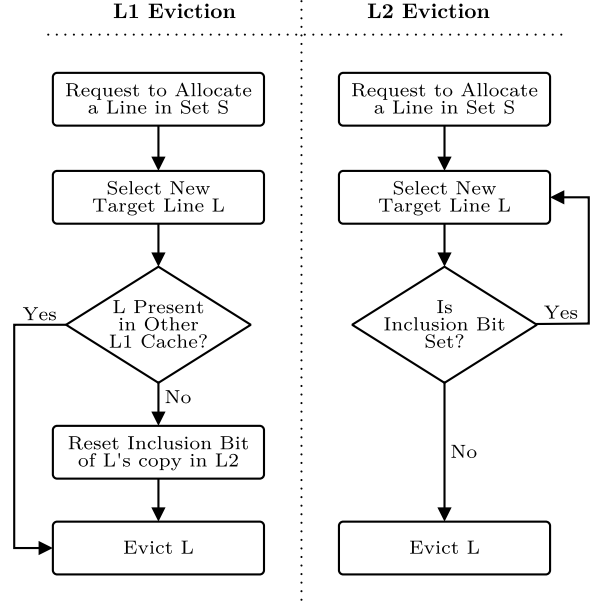 L1 Eviction
Request to Allocate
a Line in Set S
Select New
Target Line L
L Present
in Other
L1 Cache?
Yes
No
Reset Inclusion Bit
of L's copy in L2
Evict L
L2 Eviction
Request to Allocate
a Line in Set S
Select New
Target Line L
Is
Inclusion Bit
Set?
Yes
No
Evict L